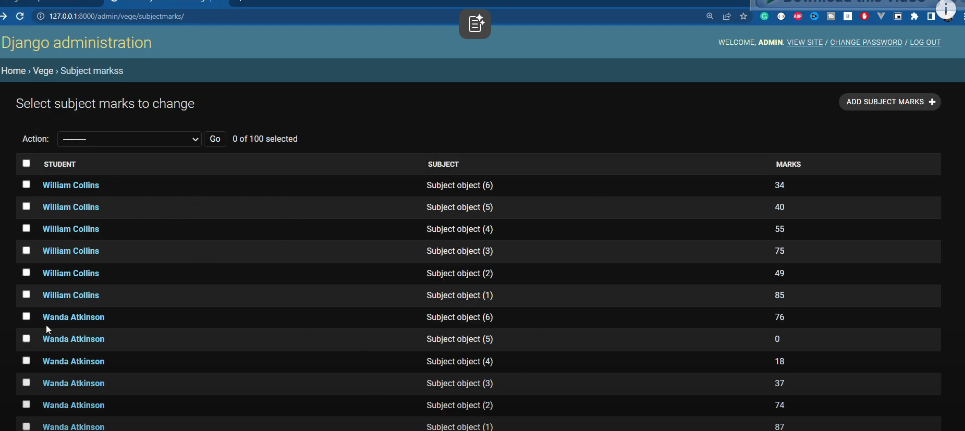 127.0.0.1:8000/admin/vege/subjectmarks/
Django administration
WELCOME, ADMIN. VIEW SITE / CHANGE PASSWORD / LOG OUT
Home › Vege › Subject markss
Select subject marks to change
ADD SUBJECT MARKS +
Action: --------- Go 0 of 100 selected
STUDENT SUBJECT MARKS
William Collins Subject object (6) 34
William Collins Subject object (5) 40
William Collins Subject object (4) 55
William Collins Subject object (3) 75
William Collins Subject object (2) 49
William Collins Subject object (1) 85
Wanda Atkinson Subject object (6) 76
Wanda Atkinson Subject object (5) 0
Wanda Atkinson Subject object (4) 18
Wanda Atkinson Subject object (3) 37
Wanda Atkinson Subject object (2) 74
Wanda Atkinson Subject object (1) 87